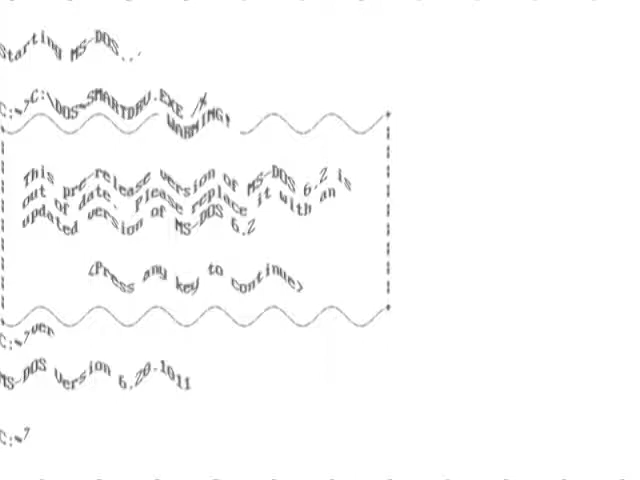 Starting MS-DOS...
C:\>C:\DOS\SMARTDRV.EXE /X
WARNING!
This pre-release version of MS-DOS 6.2 is
out of date. Please replace it with an
updated version of MS-DOS 6.2
<Press any key to continue>
C:\>ver
MS-DOS Version 6.20.1011
C:\>